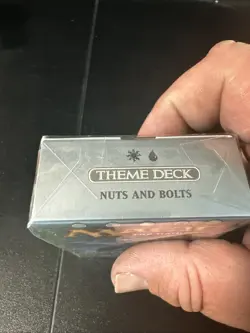 THEME DECK
NUTS AND BOLTS